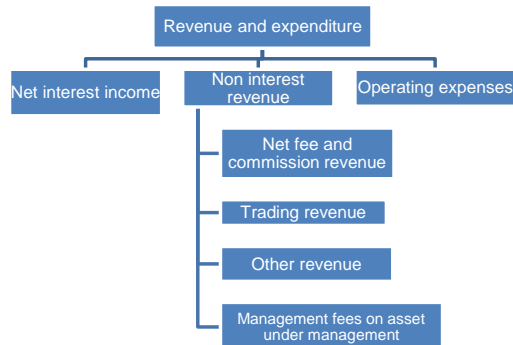 Revenue and expenditure
Net interest income
Non interest
revenue
Operating expenses
Net fee and
commission revenue
Trading revenue
Other revenue
Management fees on asset
under management